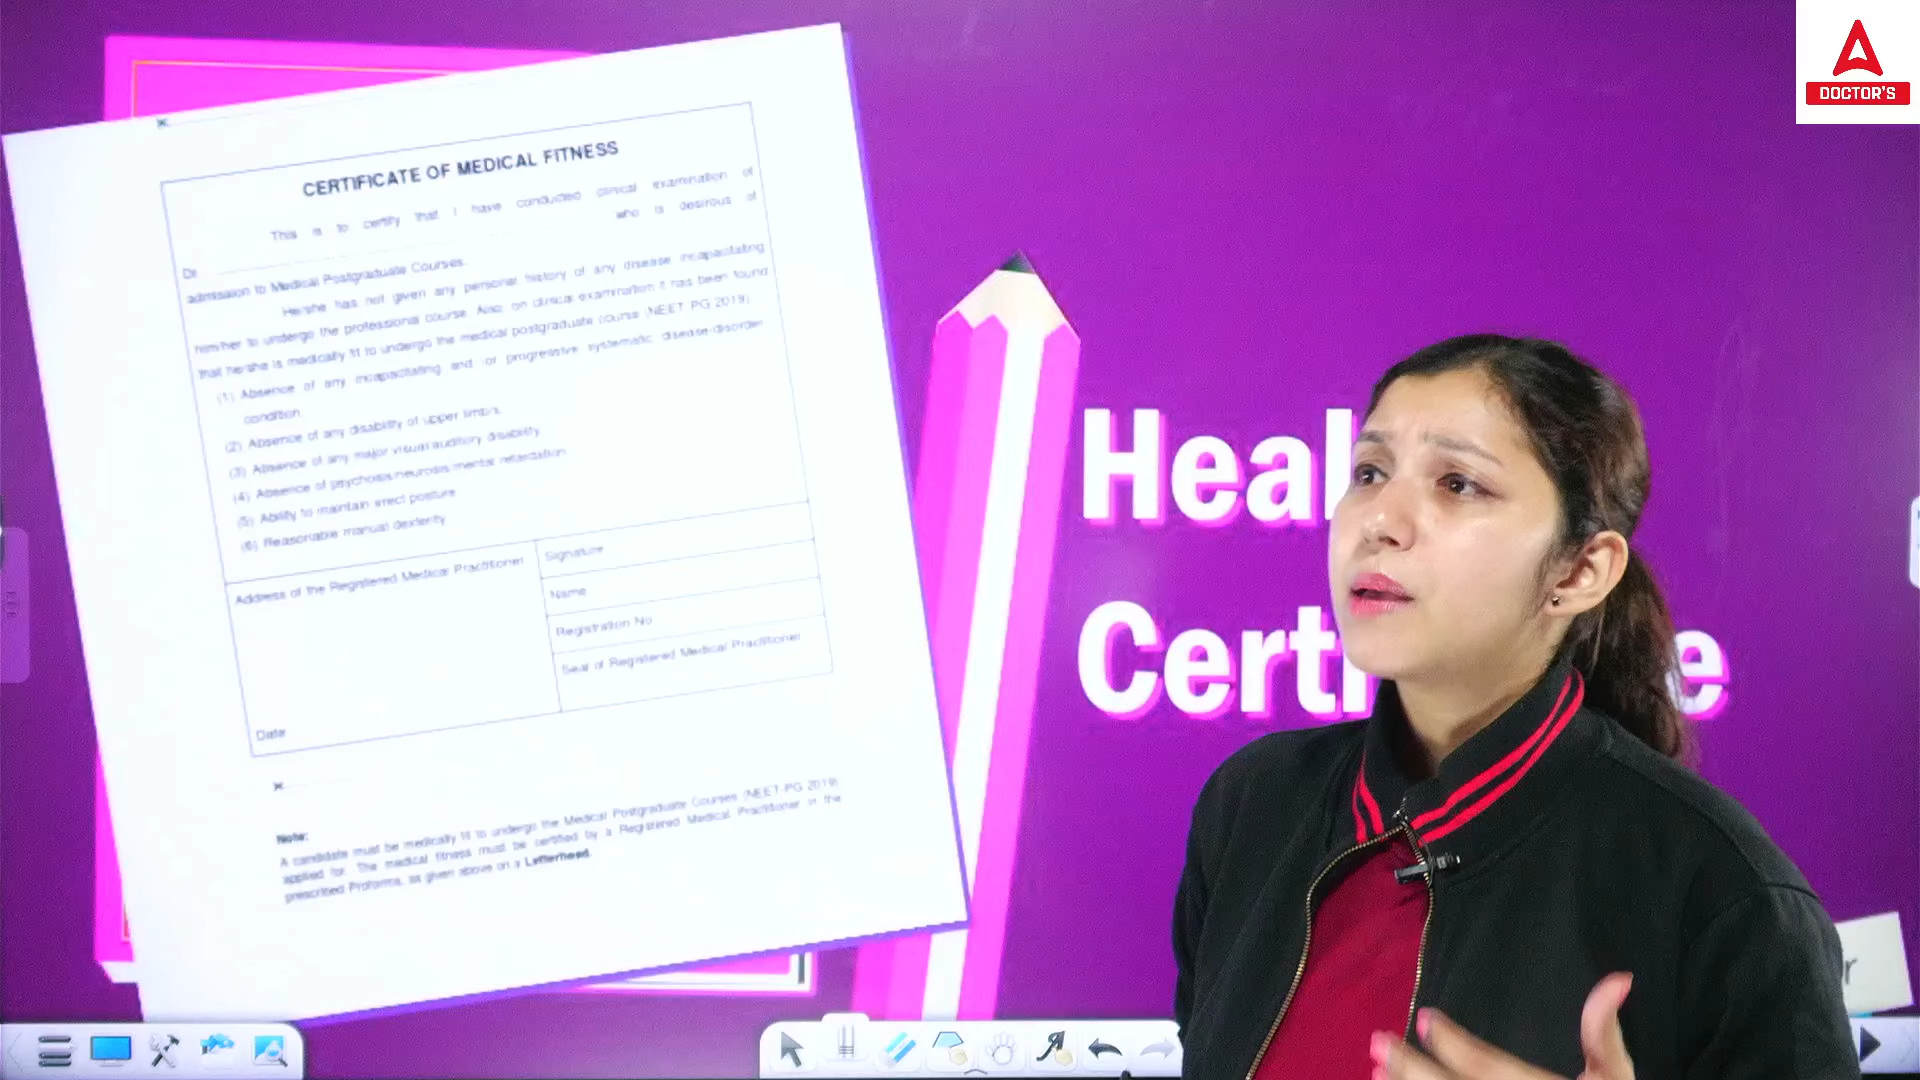 DOCTOR'S
CERTIFICATE OF MEDICAL FITNESS
This is to certify that I have conducted clinical examination of
Dr who is desirous of
admission to Medical Postgraduate Courses.
He/she has not given any personal history of any disease incapacitating
him/her to undergo the professional course. Also, on clinical examination it has been found
that he/she is medically fit to undergo the medical postgraduate course (NEET PG 2019)
(1) Absence of any incapacitating and /or progressive systematic disease/disorder
condition
(2) Absence of any disability of upper limb/s.
(3) Absence of any major visual/auditory disability
(4) Absence of psychosis/neurosis/mental retardation
(5) Ability to maintain erect posture
(6) Reasonable manual dexterity
Address of the Registered Medical Practitioner
Signature
Name
Registration No
Seal of Registered Medical Practitioner
Date
Note:
A candidate must be medically fit to undergo the Medical Postgraduate Courses (NEET-PG 2019)
applied for. The medical fitness must be certified by a Registered Medical Practitioner in the
prescribed Proforma, as given above on a Letterhead.
Heal
Certi e